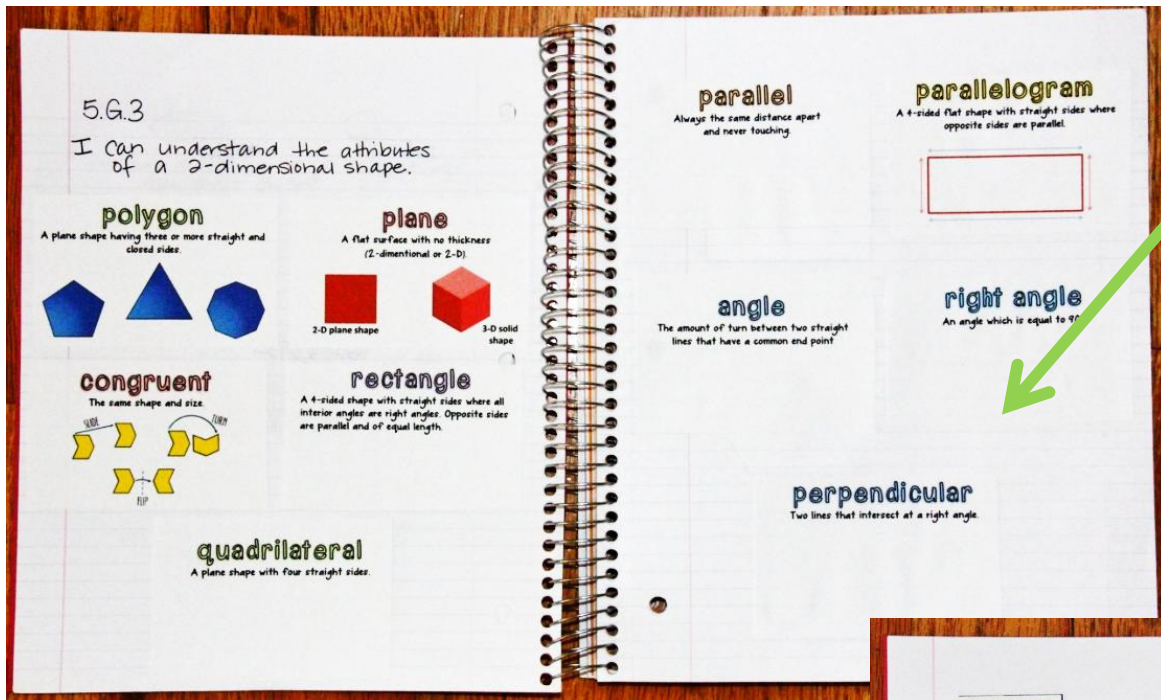 5.G.3
I can understand the attributes
of a 2-dimensional shape.
polygon
A plane shape having three or more straight and
closed sides.
plane
A flat surface with no thickness
(2-dimentional or 2-D).
2-D plane shape
3-D solid
shape
congruent
The same shape and size.
SLIDE
TURN
FLIP
rectangle
A 4-sided shape with straight sides where all
interior angles are right angles. Opposite sides
are parallel and of equal length.
quadrilateral
A plane shape with four straight sides.
parallel
Always the same distance apart
and never touching.
parallelogram
A 4-sided flat shape with straight sides where
opposite sides are parallel.
angle
The amount of turn between two straight
lines that have a common end point
right angle
An angle which is equal to
perpendicular
Two lines that intersect at a right angle.